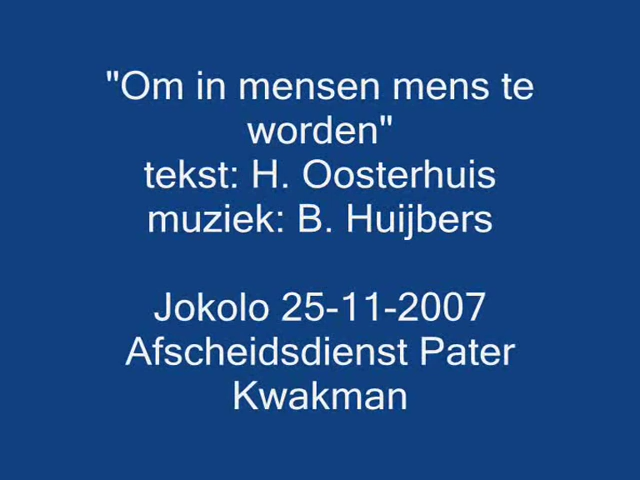 "Om in mensen mens te
worden"
tekst: H. Oosterhuis
muziek: B. Huijbers
Jokolo 25-11-2007
Afscheidsdienst Pater
Kwakman